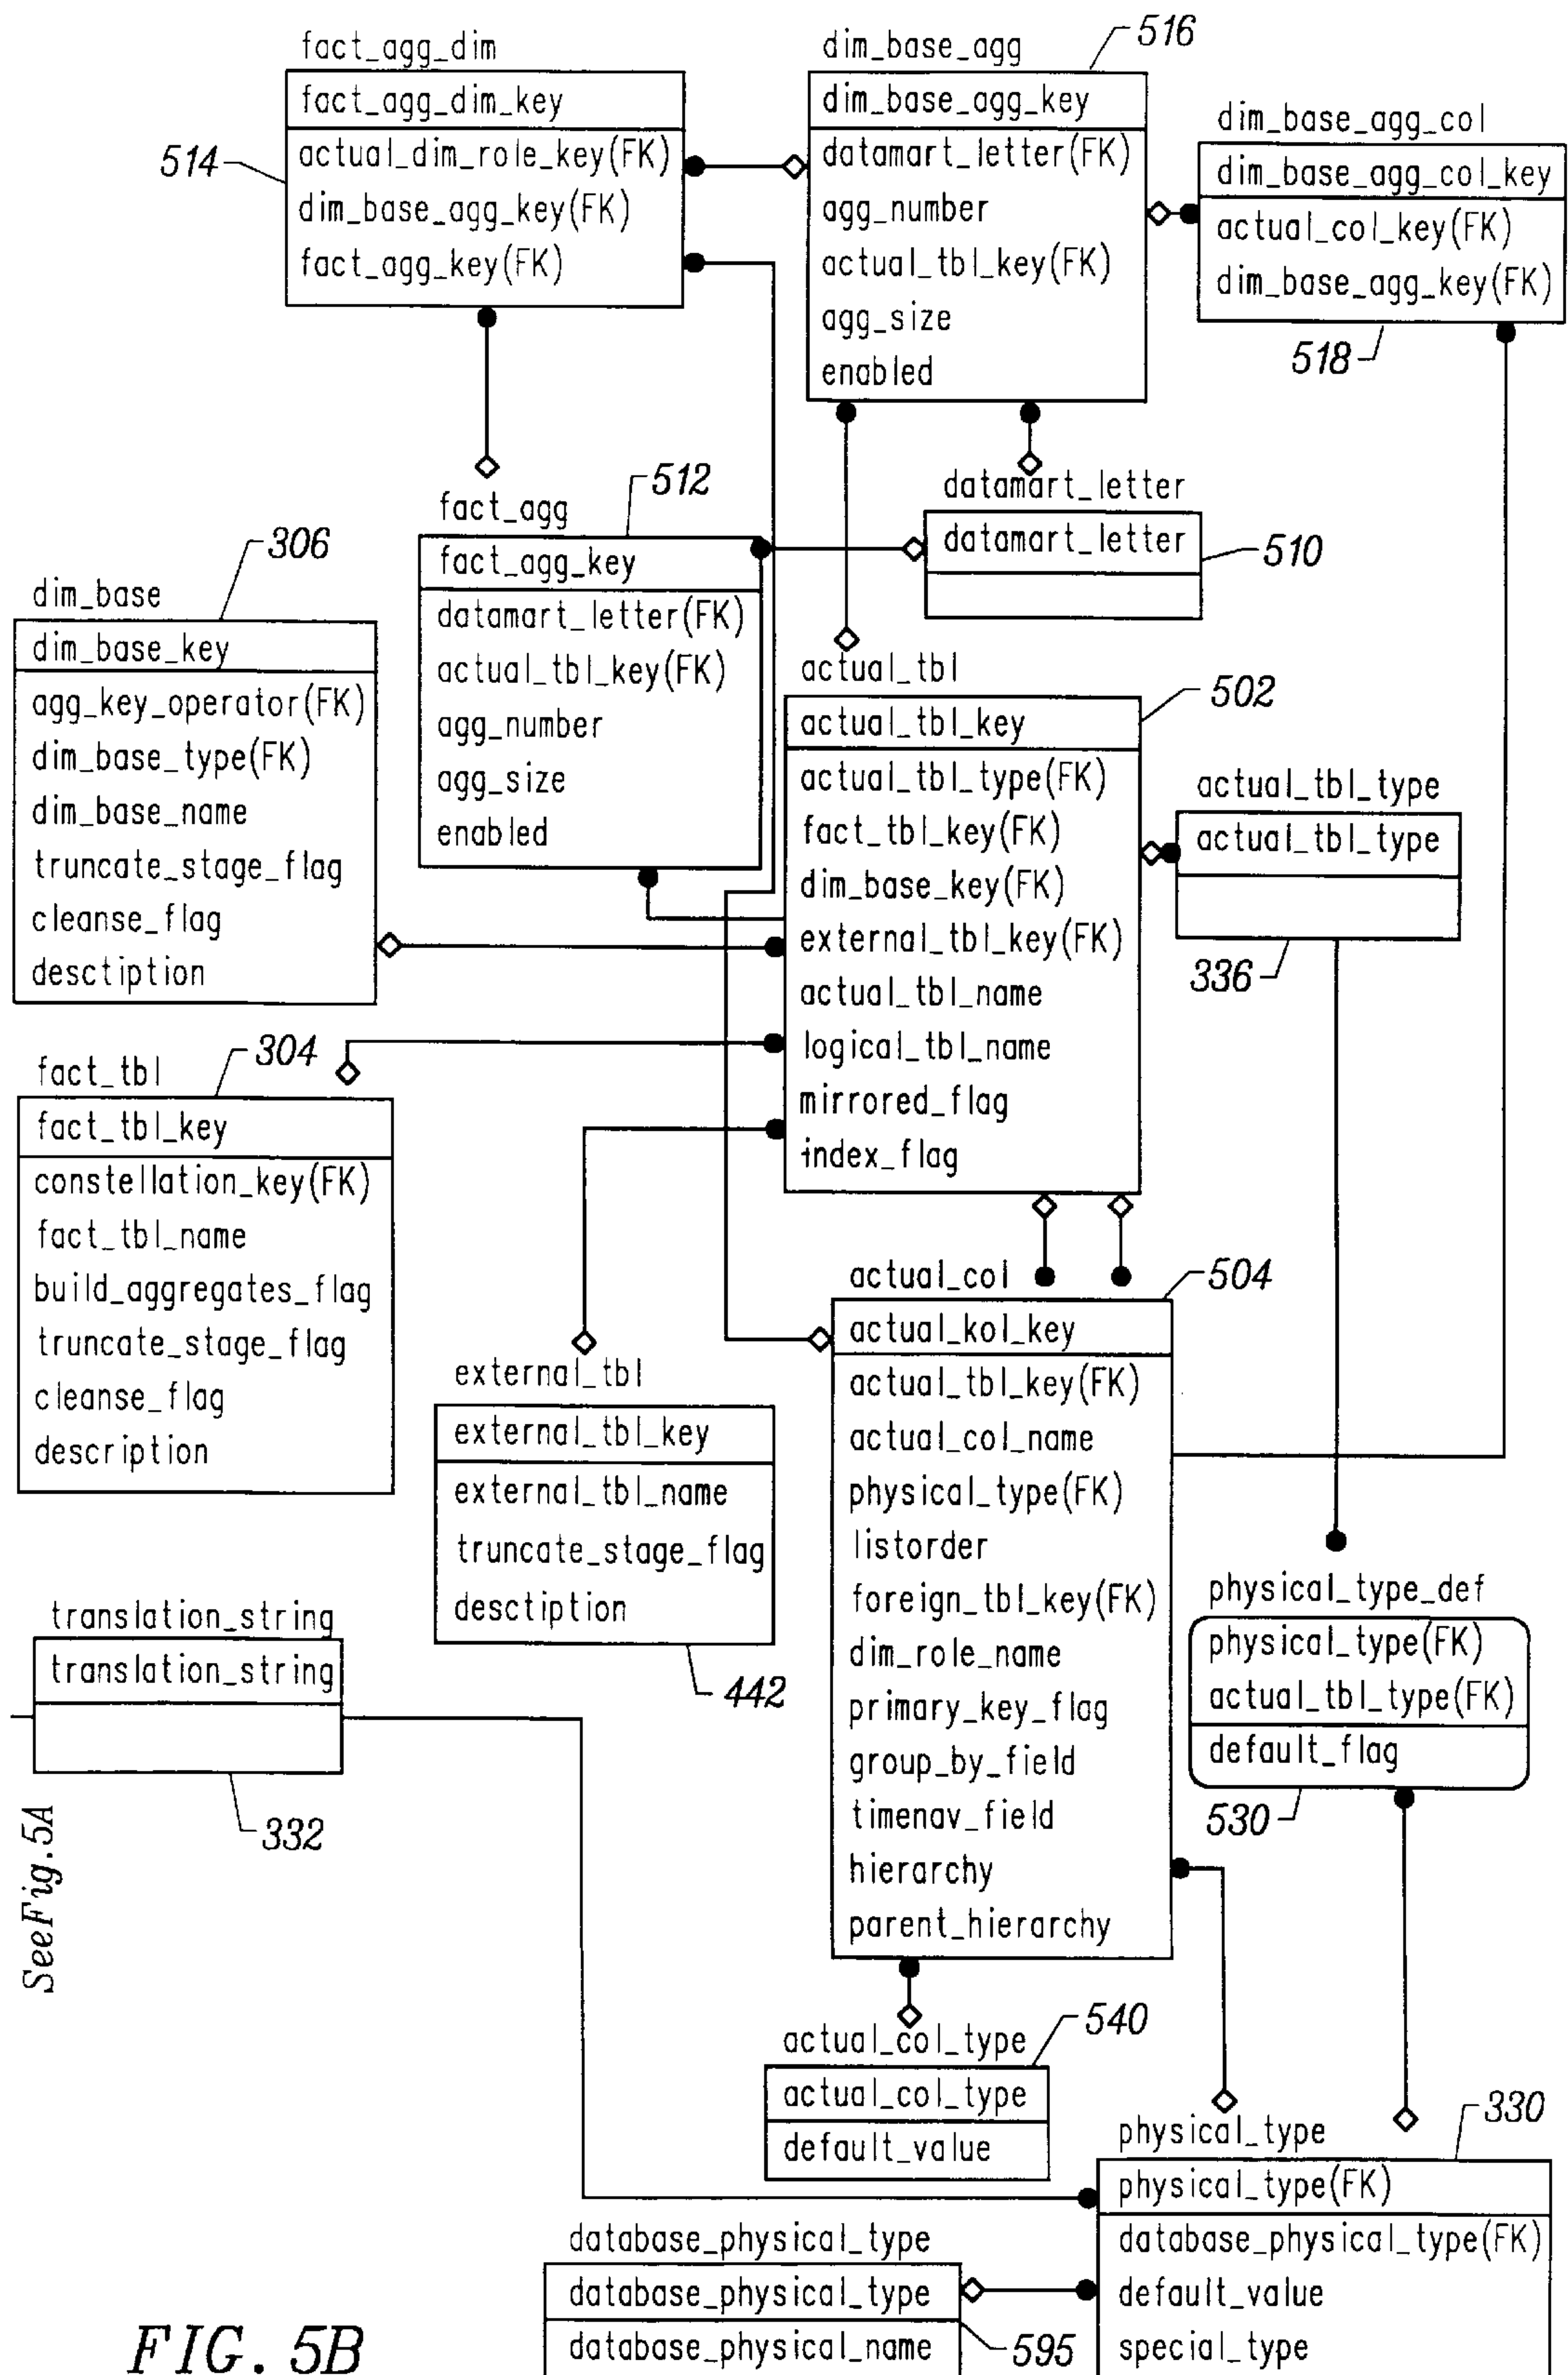 fact_agg_dim
fact_agg_dim_key
actual_dim_role_key(FK)
dim_base_agg_key(FK)
fact_agg_key(FK)
514
dim_base_agg
516
dim_base_agg_key
datamart_letter(FK)
agg_number
actual_tbl_key(FK)
agg_size
enabled
dim_base_agg_col
dim_base_agg_col_key
actual_col_key(FK)
dim_base_agg_key(FK)
518
fact_agg
512
fact_agg_key
datamart_letter(FK)
actual_tbl_key(FK)
agg_number
agg_size
enabled
datamart_letter
datamart_letter
510
306
dim_base
dim_base_key
agg_key_operator(FK)
dim_base_type(FK)
dim_base_name
truncate_stage_flag
cleanse_flag
desctiption
actual_tbl
502
actual_tbl_key
actual_tbl_type(FK)
fact_tbl_key(FK)
dim_base_key(FK)
external_tbl_key(FK)
actual_tbl_name
logical_tbl_name
mirrored_flag
index_flag
actual_tbl_type
actual_tbl_type
336
304
fact_tbl
fact_tbl_key
constellation_key(FK)
fact_tbl_name
build_aggregates_flag
truncate_stage_flag
cleanse_flag
description
external_tbl
external_tbl_key
external_tbl_name
truncate_stage_flag
desctiption
442
actual_col
504
actual_kol_key
actual_tbl_key(FK)
actual_col_name
physical_type(FK)
listorder
foreign_tbl_key(FK)
dim_role_name
primary_key_flag
group_by_field
timenav_field
hierarchy
parent_hierarchy
physical_type_def
physical_type(FK)
actual_tbl_type(FK)
default_flag
530
translation_string
translation_string
332
See Fig. 5A
actual_col_type
540
actual_col_type
default_value
physical_type
330
physical_type(FK)
database_physical_type(FK)
default_value
special_type
database_physical_type
database_physical_type
database_physical_name
595
FIG. 5B